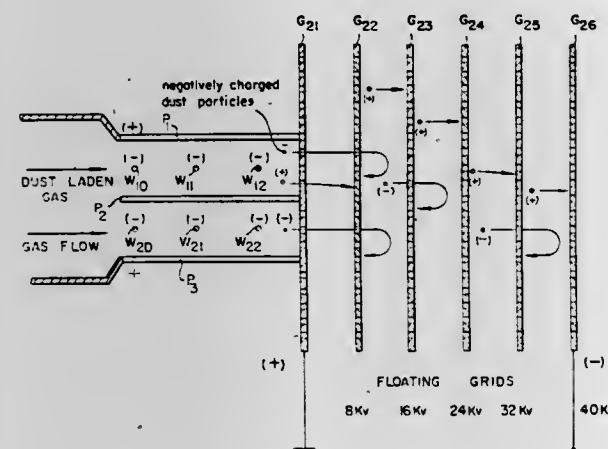 G21 G22 G23 G24 G25 G26
negatively charged
dust particles
(+) P1
(+)
(+)
(-) (-) (-) (+)
DUST LADEN
GAS
W10 W11 W12
(-)
(+)
(+)
P2
(-) (-) (-) (-)
GAS FLOW
W20 W21 W22
(-)
+
P3
(+) (-)
FLOATING GRIDS
8Kv 16Kv 24Kv 32Kv 40K